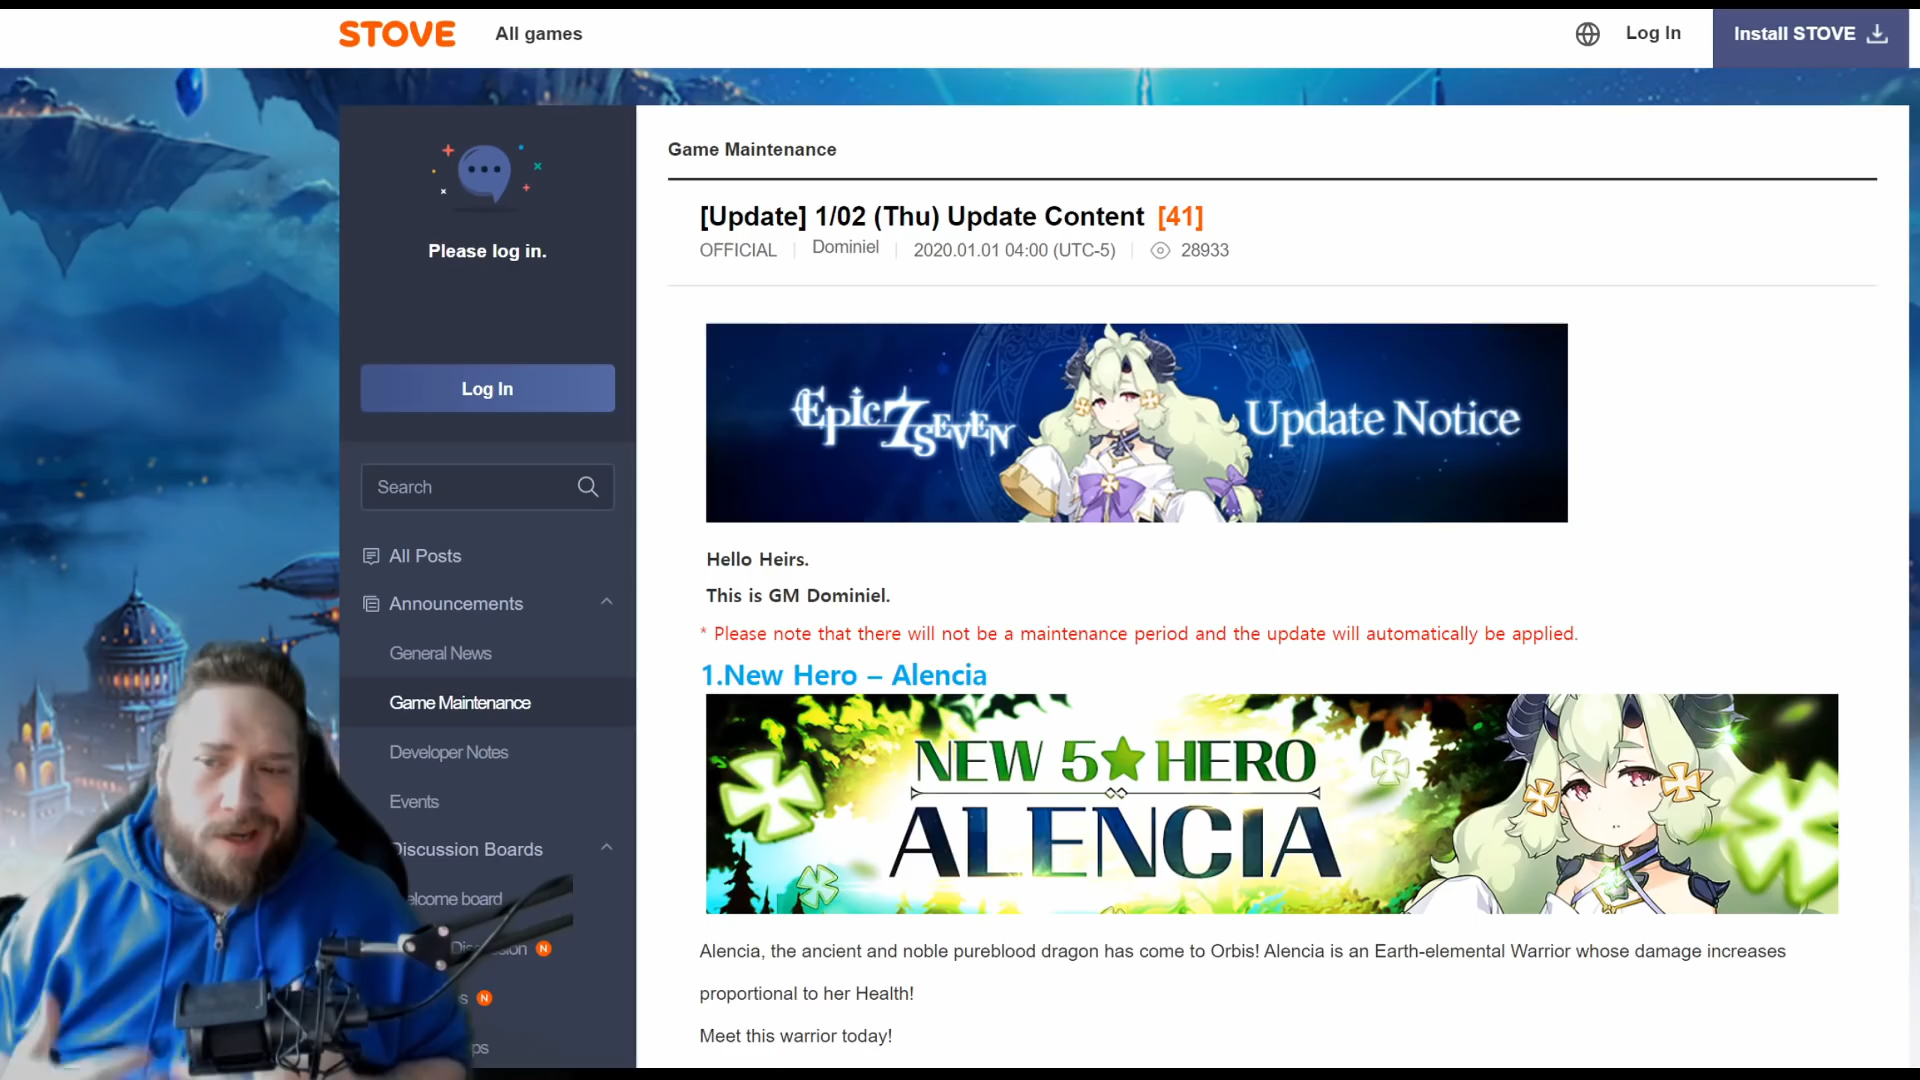 STOVE
All games
Log In
Install STOVE
Please log in.
Log In
Search
All Posts
Announcements
General News
Game Maintenance
Developer Notes
Events
Discussion Boards
elcome board
N
N
Game Maintenance
[Update] 1/02 (Thu) Update Content [41]
OFFICIAL | Dominiel | 2020.01.01 04:00 (UTC-5) | 28933
Epic 7 SEVEN
Update Notice
Hello Heirs.
This is GM Dominiel.
* Please note that there will not be a maintenance period and the update will automatically be applied.
1.New Hero – Alencia
NEW 5★HERO
ALENCIA
Alencia, the ancient and noble pureblood dragon has come to Orbis! Alencia is an Earth-elemental Warrior whose damage increases
proportional to her Health!
Meet this warrior today!